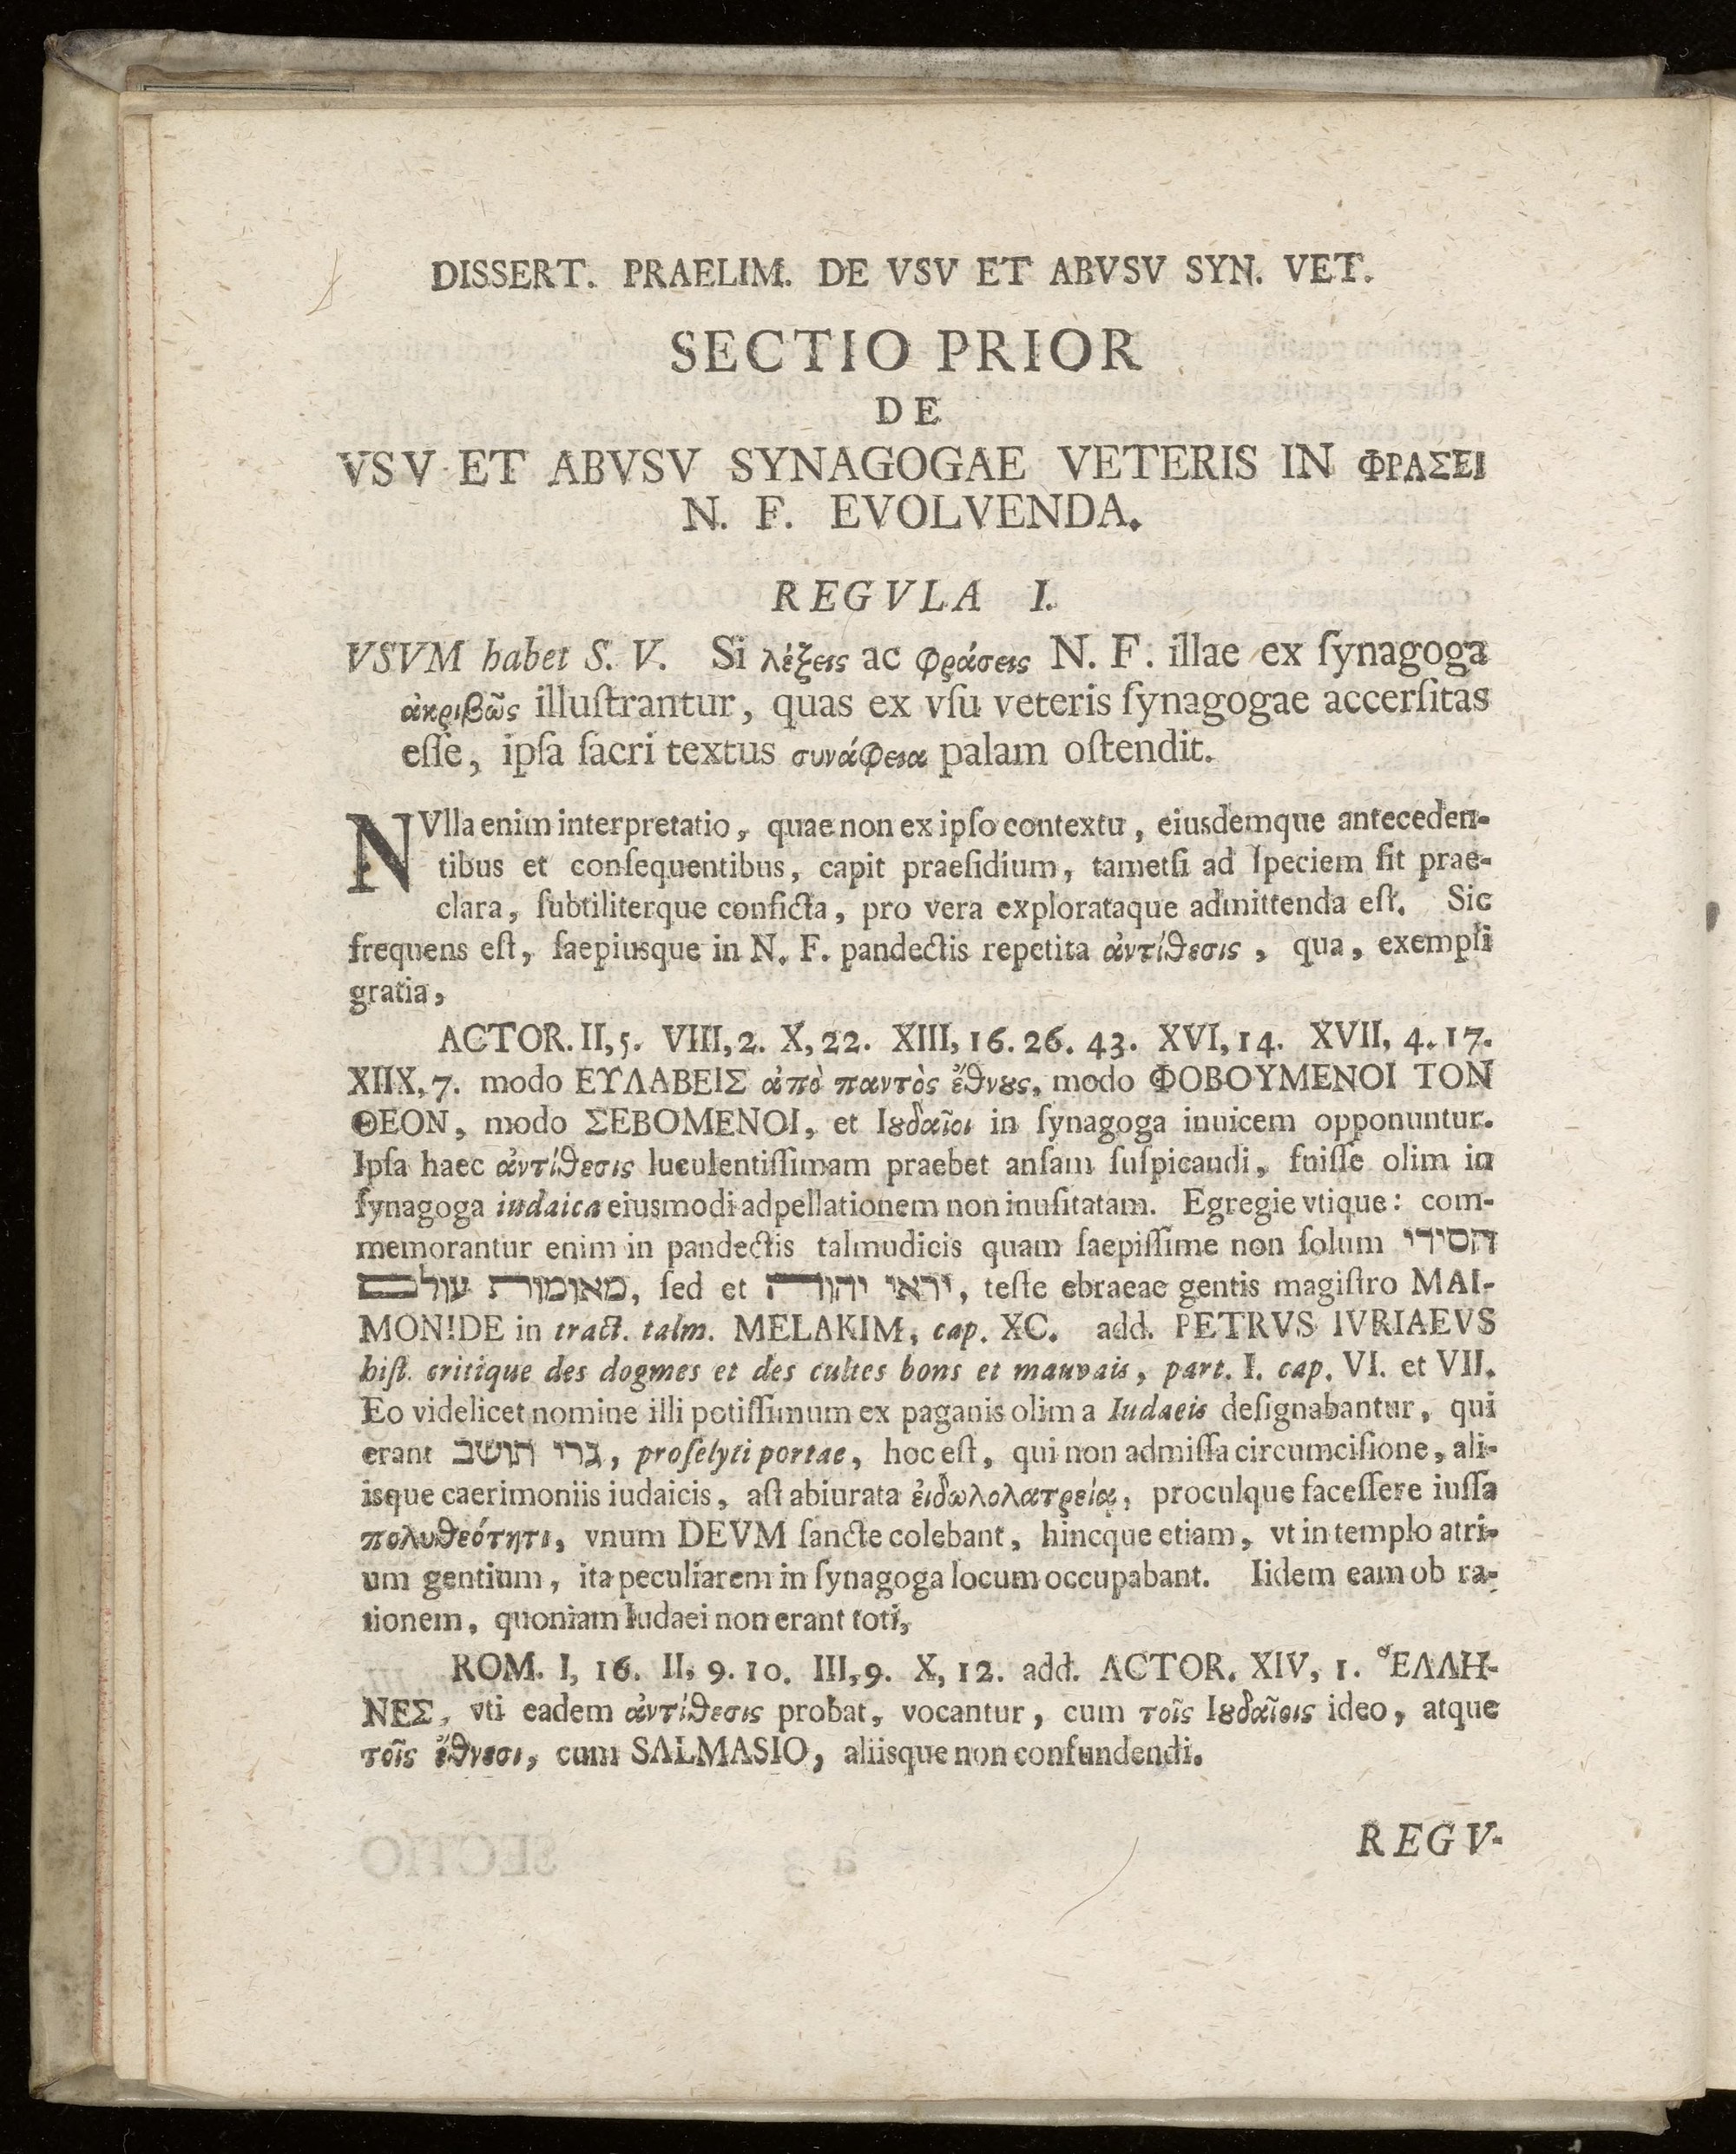 DISSERT. PRAELIM. DE VSV ET ABVSV SYN. VET.
SECTIO PRIOR
DE
VSV ET ABVSV SYNAGOGAE VETERIS IN ΦΡΑΣΕΙ
N. F. EVOLVENDA.
REGVLA I.
VSVM habet S. V. Si λέξεις ac φράσεις N. F. illae ex ſynagoga
ἀκριβῶς illuſtrantur, quas ex vſu veteris ſynagogae accerſitas
eſſe, ipſa ſacri textus συνάφεια palam oſtendit.
NVlla enim interpretatio, quae non ex ipſo contextu, eiusdemque anteceden-
tibus et conſequentibus, capit praeſidium, tametſi ad ſpeciem ſit prae-
clara, ſubtiliterque conficta, pro vera explorataque admittenda eſt. Sic
frequens eſt, ſaepiusque in N. F. pandectis repetita ἀντίθεσις, qua, exempli
gratia,
ACTOR. II, 5. VIII, 2. X, 22. XIII, 16. 26. 43. XVI, 14. XVII, 4. 17.
XIIX, 7. modo ΕΥΛΑΒΕΙΣ ἀπὸ παντὸς ἔθνȣς, modo ΦΟΒΟΥΜΕΝΟΙ ΤΟΝ
ΘΕΟΝ, modo ΣΕΒΟΜΕΝΟΙ, et Ιȣδαῖοι in ſynagoga inuicem opponuntur.
Ipſa haec ἀντίθεσις luculentiſſimam praebet anſam ſuſpicandi, fuiſſe olim in
ſynagoga iudaica eiusmodi adpellationem non inuſitatam. Egregie vtique: com-
memorantur enim in pandectis talmudicis quam ſaepiſſime non ſolum הסידי
מאומות עולם, ſed et יראי יהוה, teſte ebraeae gentis magiſtro MAI-
MONIDE in tract. talm. MELAKIM, cap. XC. add. PETRVS IVRIAEVS
hiſt. critique des dogmes et des cultes bons et mauvais, part. I. cap. VI. et VII.
Eo videlicet nomine illi potiſſimum ex paganis olim a Iudaeis deſignabantur, qui
erant גרי תושב, proſelyti portae, hoc eſt, qui non admiſſa circumciſione, ali-
isque caerimoniis iudaicis, aſt abiurata ἐιδωλολατρείᾳ, proculque faceſſere iuſſa
πολυθεότητι, vnum DEVM ſancte colebant, hincque etiam, vt in templo atri-
um gentium, ita peculiarem in ſynagoga locum occupabant. Iidem eam ob ra-
tionem, quoniam Iudaei non erant toti,
ROM. I, 16. II, 9. 10. III, 9. X, 12. add. ACTOR. XIV, 1. ἝΛΛΗ-
ΝΕΣ, vti eadem ἀντίθεσις probat, vocantur, cum τοῖς Ιȣδαῖοις ideo, atque
τοῖς ἔθνεσι, cum SALMASIO, aliisque non confundendi.
REGV-